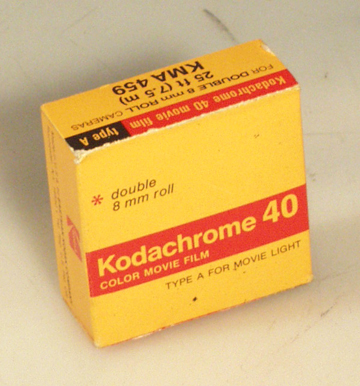 FOR DOUBLE 8 mm ROLL CAMERAS
25 ft (7.5 m)
KMA 459
Kodachrome 40 movie film
Type A
* double
8 mm roll
Kodachrome 40
COLOR MOVIE FILM
TYPE A FOR MOVIE LIGHT